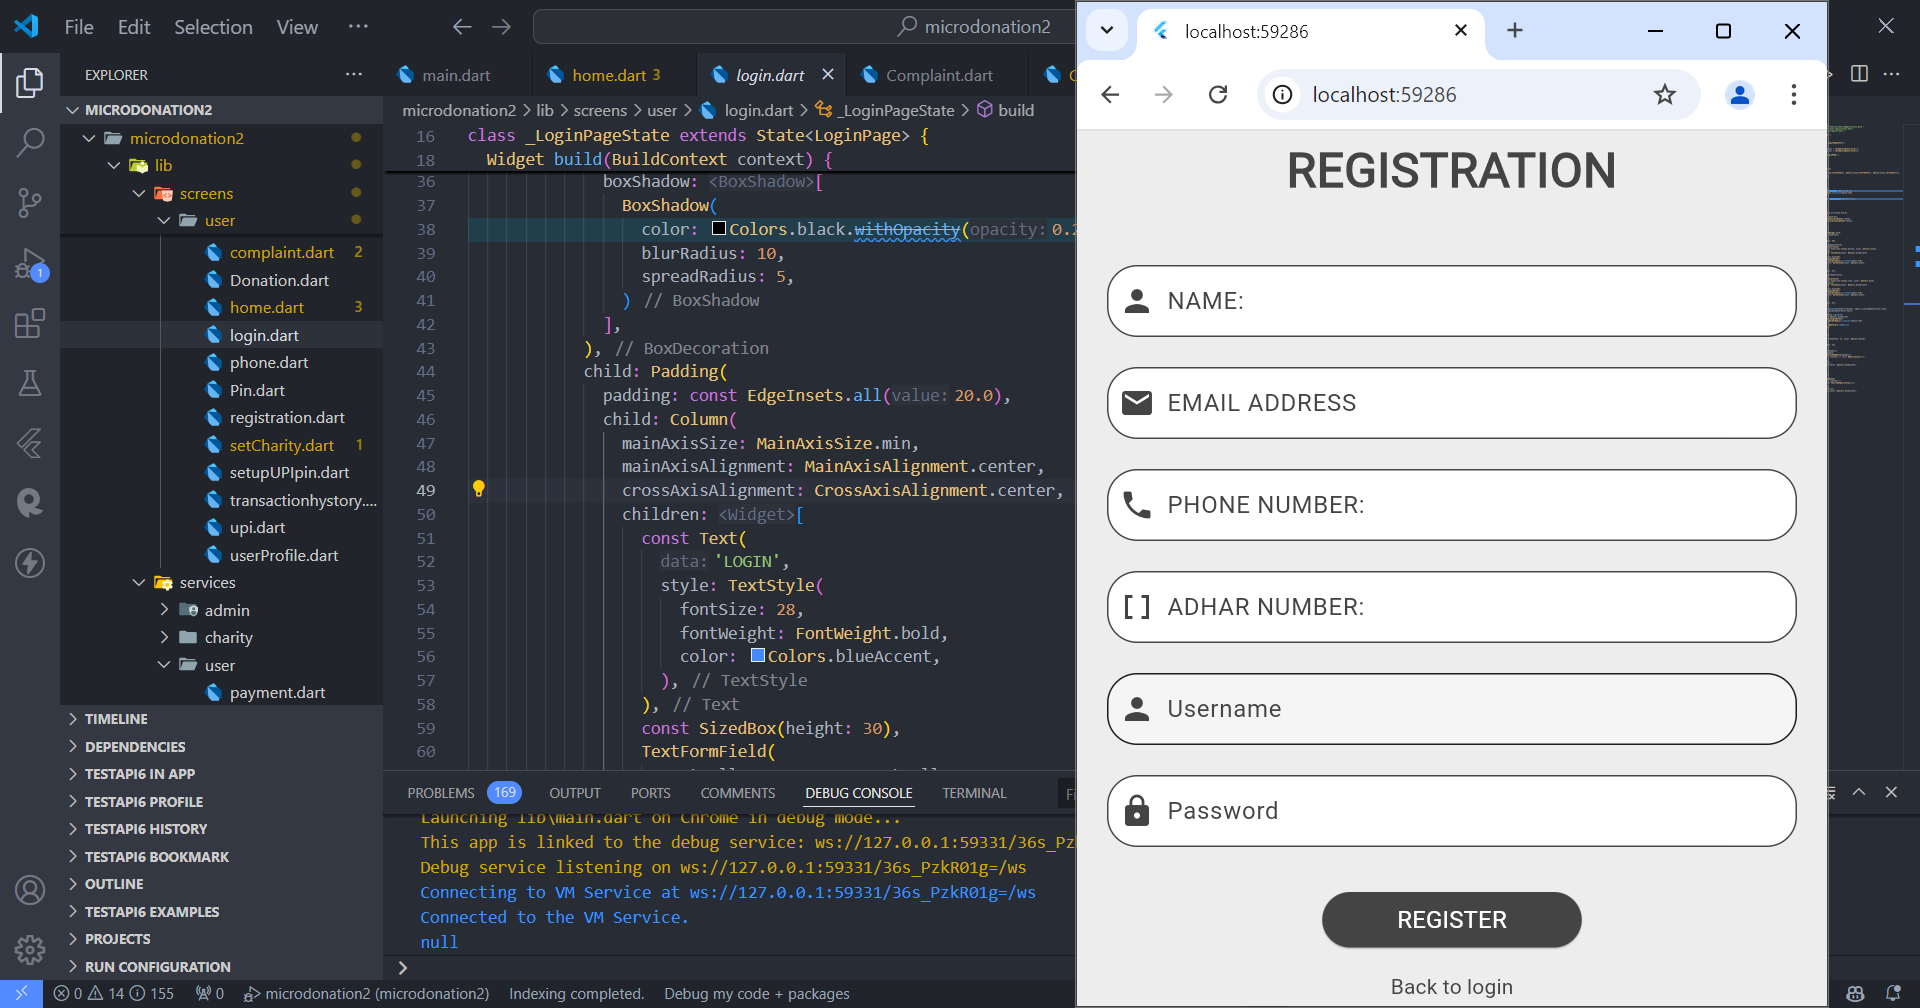 File Edit Selection View ···
microdonation2
EXPLORER
MICRODONATION2
microdonation2
lib
screens
user
complaint.dart 2
Donation.dart
home.dart 3
login.dart
phone.dart
Pin.dart
registration.dart
setCharity.dart 1
setupUPIpin.dart
transactionhystory....
upi.dart
userProfile.dart
services
admin
charity
user
payment.dart
TIMELINE
DEPENDENCIES
TESTAPI6 IN APP
TESTAPI6 PROFILE
TESTAPI6 HISTORY
TESTAPI6 BOOKMARK
OUTLINE
TESTAPI6 EXAMPLES
PROJECTS
RUN CONFIGURATION
1
main.dart home.dart 3 login.dart Complaint.dart
microdonation2 > lib > screens > user > login.dart > _LoginPageState > build
16 class _LoginPageState extends State<LoginPage> {
18 Widget build(BuildContext context) {
36 boxShadow: <BoxShadow>[
37 BoxShadow(
38 color: Colors.black.withOpacity(opacity: 0.2
39 blurRadius: 10,
40 spreadRadius: 5,
41 ) // BoxShadow
42 ],
43 ), // BoxDecoration
44 child: Padding(
45 padding: const EdgeInsets.all(value: 20.0),
46 child: Column(
47 mainAxisSize: MainAxisSize.min,
48 mainAxisAlignment: MainAxisAlignment.center,
49 crossAxisAlignment: CrossAxisAlignment.center,
50 children: <Widget>[
51 const Text(
52 data: 'LOGIN',
53 style: TextStyle(
54 fontSize: 28,
55 fontWeight: FontWeight.bold,
56 color: Colors.blueAccent,
57 ), // TextStyle
58 ), // Text
59 const SizedBox(height: 30),
60 TextFormField(
PROBLEMS 169 OUTPUT PORTS COMMENTS DEBUG CONSOLE TERMINAL
Launching lib\main.dart on Chrome in debug mode...
This app is linked to the debug service: ws://127.0.0.1:59331/36s_Pz
Debug service listening on ws://127.0.0.1:59331/36s_PzkR01g=/ws
Connecting to VM Service at ws://127.0.0.1:59331/36s_PzkR01g=/ws
Connected to the VM Service.
null
0 14 155 0 microdonation2 (microdonation2) Indexing completed. Debug my code + packages
localhost:59286
localhost:59286
REGISTRATION
NAME:
EMAIL ADDRESS
PHONE NUMBER:
ADHAR NUMBER:
Username
Password
REGISTER
Back to login